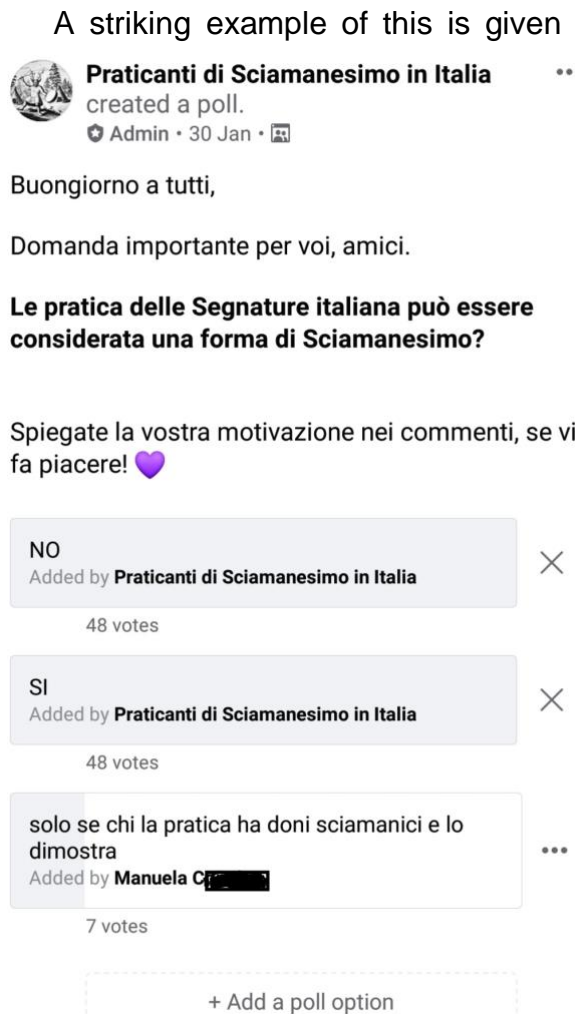 A striking example of this is given
Praticanti di Sciamanesimo in Italia
created a poll.
Admin • 30 Jan •
Buongiorno a tutti,
Domanda importante per voi, amici.
Le pratica delle Segnature italiana può essere
considerata una forma di Sciamanesimo?
Spiegate la vostra motivazione nei commenti, se vi
fa piacere! 💜
NO
Added by Praticanti di Sciamanesimo in Italia
48 votes
SI
Added by Praticanti di Sciamanesimo in Italia
48 votes
solo se chi la pratica ha doni sciamanici e lo
dimostra
Added by Manuela C
7 votes
+ Add a poll option